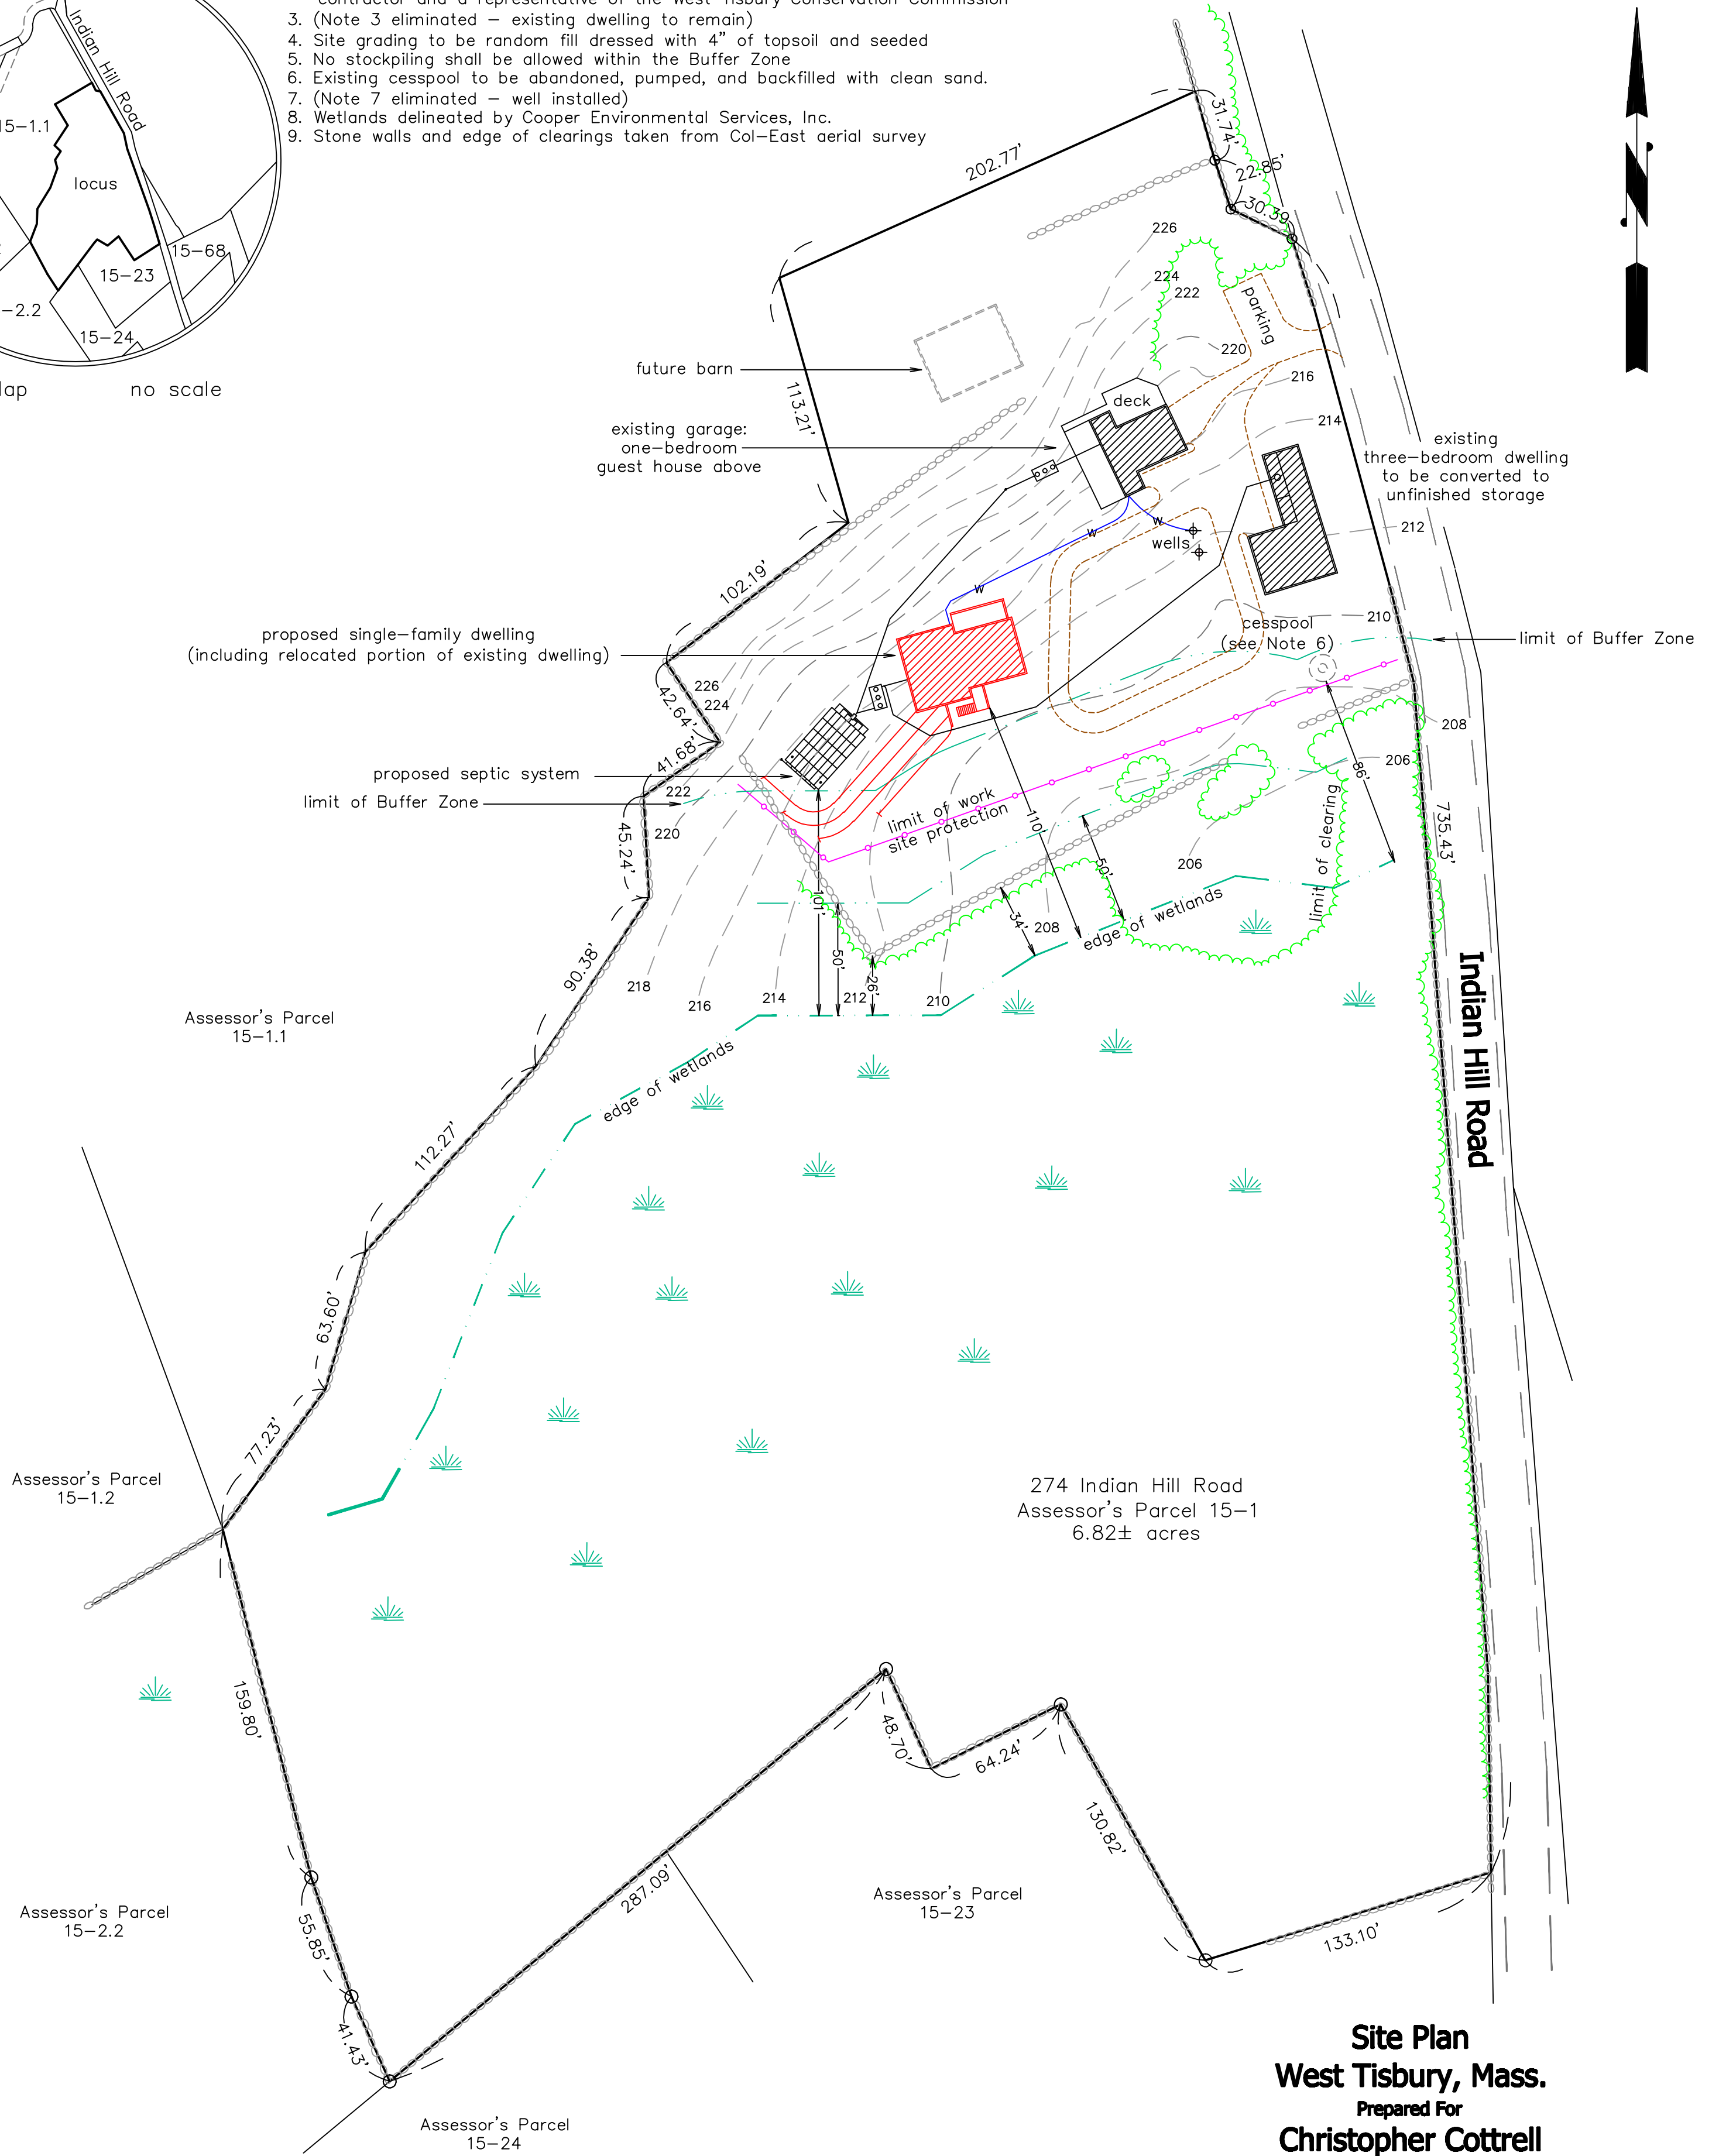 contractor and a representative of the West Tisbury Conservation Commission
3. (Note 3 eliminated – existing dwelling to remain)
4. Site grading to be random fill dressed with 4" of topsoil and seeded
5. No stockpiling shall be allowed within the Buffer Zone
6. Existing cesspool to be abandoned, pumped, and backfilled with clean sand.
7. (Note 7 eliminated – well installed)
8. Wetlands delineated by Cooper Environmental Services, Inc.
9. Stone walls and edge of clearings taken from Col–East aerial survey
Indian Hill Road
15–1.1
locus
15–68
15–23
–2.2
15–24
no scale
N
31.74'
202.77'
22.85'
30.39'
226
224
222
parking
220
216
214
future barn
113.21'
deck
existing garage:
one–bedroom
guest house above
existing
three–bedroom dwelling
to be converted to
unfinished storage
212
W
W
wells
W
102.19'
210
cesspool
(see Note 6)
limit of Buffer Zone
proposed single–family dwelling
(including relocated portion of existing dwelling)
226
224
42.64'
208
206
41.68'
86'
proposed septic system
222
limit of Buffer Zone
220
limit of work
site protection
110'
limit of clearing
735.43'
45.24'
50'
206
101'
34'
208
edge of wetlands
90.38'
50'
26'
218
216
214
212
210
Indian Hill Road
Assessor's Parcel
15–1.1
edge of wetlands
112.27'
63.60'
77.23'
Assessor's Parcel
15–1.2
274 Indian Hill Road
Assessor's Parcel 15–1
6.82± acres
159.80'
48.70'
64.24'
130.82'
287.09'
Assessor's Parcel
15–23
Assessor's Parcel
15–2.2
55.85'
133.10'
41.43'
Assessor's Parcel
15–24
Site Plan
West Tisbury, Mass.
Prepared For
Christopher Cottrell